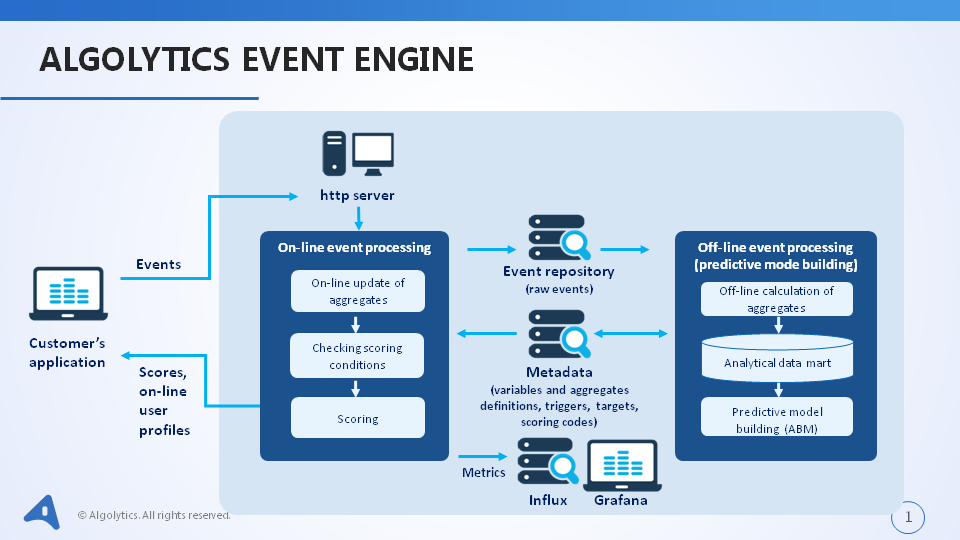 ALGOLYTICS EVENT ENGINE
http server
Events
Customer's
application
Scores,
on-line
user
profiles
On-line event processing
On-line update of
aggregates
Checking scoring
conditions
Scoring
Event repository
(raw events)
Metadata
(variables and aggregates
definitions, triggers, targets,
scoring codes)
Metrics
Influx
Grafana
Off-line event processing
(predictive mode building)
Off-line calculation of
aggregates
Analytical data mart
Predictive model
building (ABM)
© Algolytics. All rights reserved.
1